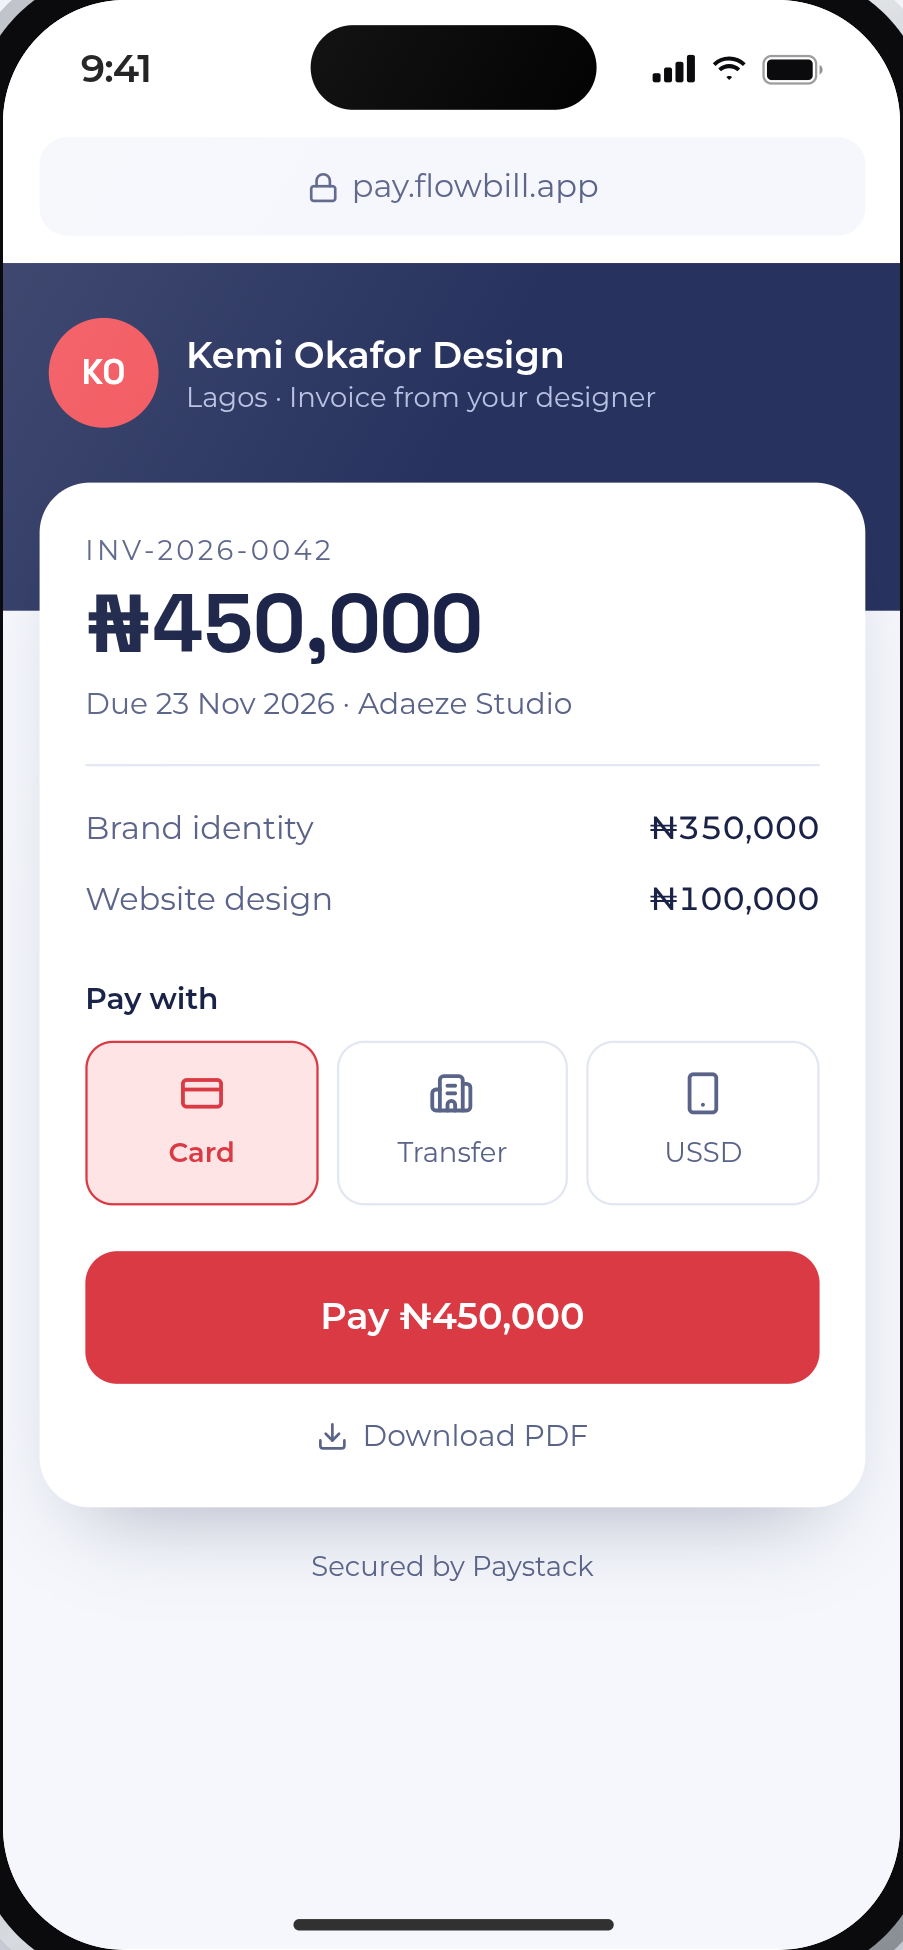 9:41
pay.flowbill.app
KO
Kemi Okafor Design
Lagos · Invoice from your designer
INV-2026-0042
₦450,000
Due 23 Nov 2026 · Adaeze Studio
Brand identity ₦350,000
Website design ₦100,000
Pay with
Card Transfer USSD
Pay ₦450,000
Download PDF
Secured by Paystack